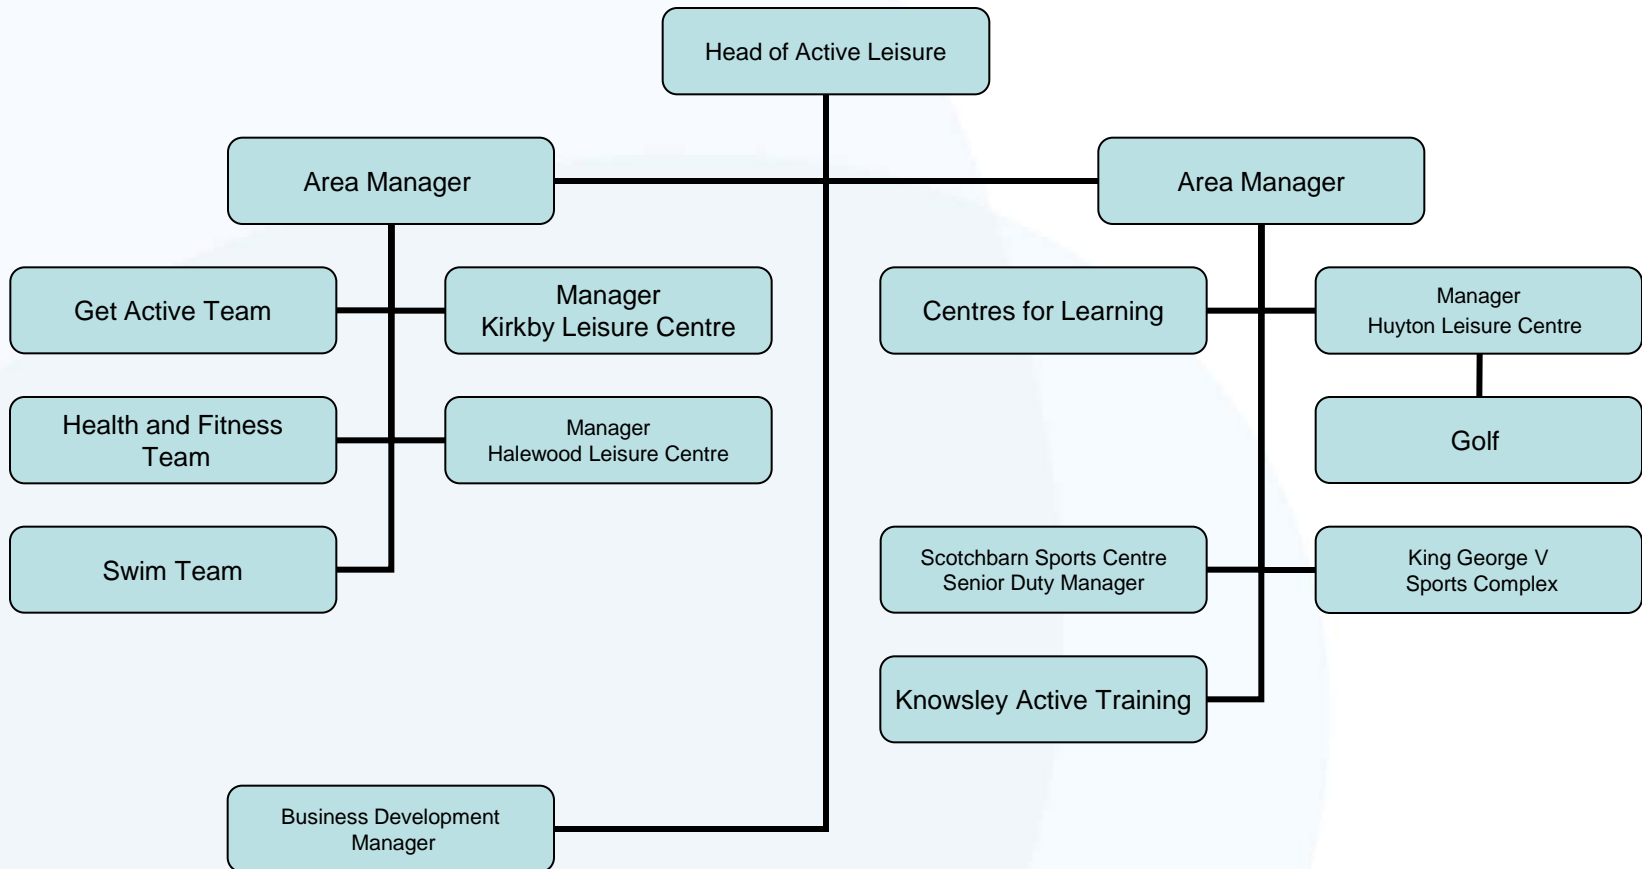 Head of Active Leisure
Area Manager
Area Manager
Get Active Team
Manager
Kirkby Leisure Centre
Centres for Learning
Manager
Huyton Leisure Centre
Health and Fitness
Team
Manager
Halewood Leisure Centre
Golf
Swim Team
Scotchbarn Sports Centre
Senior Duty Manager
King George V
Sports Complex
Knowsley Active Training
Business Development
Manager